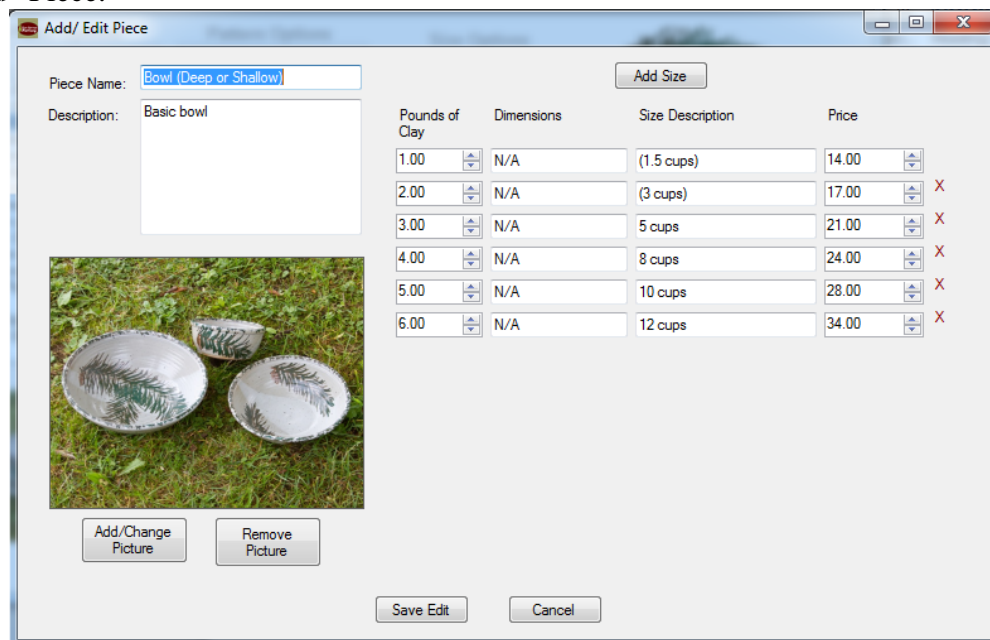 Piece.
Add/ Edit Piece
Piece Name: Bowl (Deep or Shallow)
Description: Basic bowl
Add Size
Pounds of Clay Dimensions Size Description Price
1.00 N/A (1.5 cups) 14.00
2.00 N/A (3 cups) 17.00 X
3.00 N/A 5 cups 21.00 X
4.00 N/A 8 cups 24.00 X
5.00 N/A 10 cups 28.00 X
6.00 N/A 12 cups 34.00 X
Add/Change
Picture
Remove
Picture
Save Edit Cancel